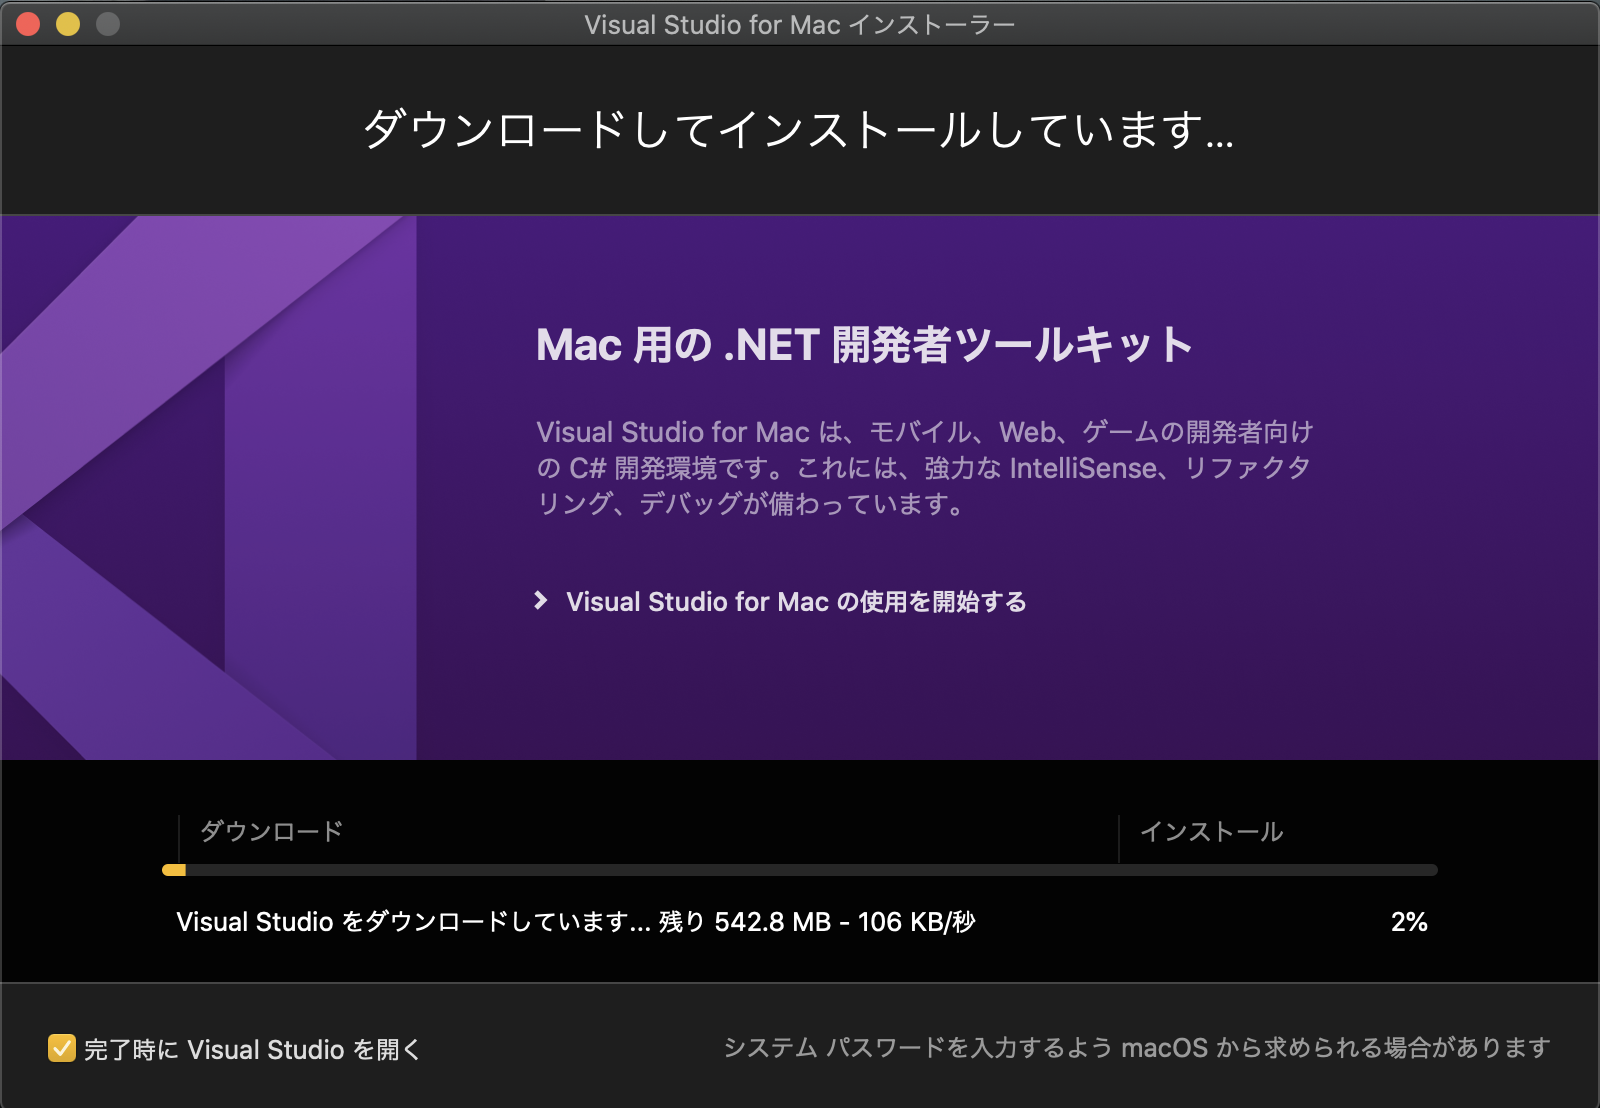 Visual Studio for Mac インストーラー
ダウンロードしてインストールしています...
Mac 用の .NET 開発者ツールキット
Visual Studio for Mac は、モバイル、Web、ゲームの開発者向け
の C# 開発環境です。これには、強力な IntelliSense、リファクタ
リング、デバッグが備わっています。
Visual Studio for Mac の使用を開始する
ダウンロード
インストール
Visual Studio をダウンロードしています... 残り 542.8 MB - 106 KB/秒
2%
完了時に Visual Studio を開く
システム パスワードを入力するよう macOS から求められる場合があります